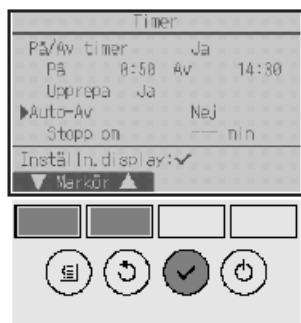 Timer
På/Av timer Ja
På 8:50 Av 14:30
Upprepa Ja
▶Auto-Av Nej
Stopp om --- min
Inställn.display:✓
▼ Markör ▲